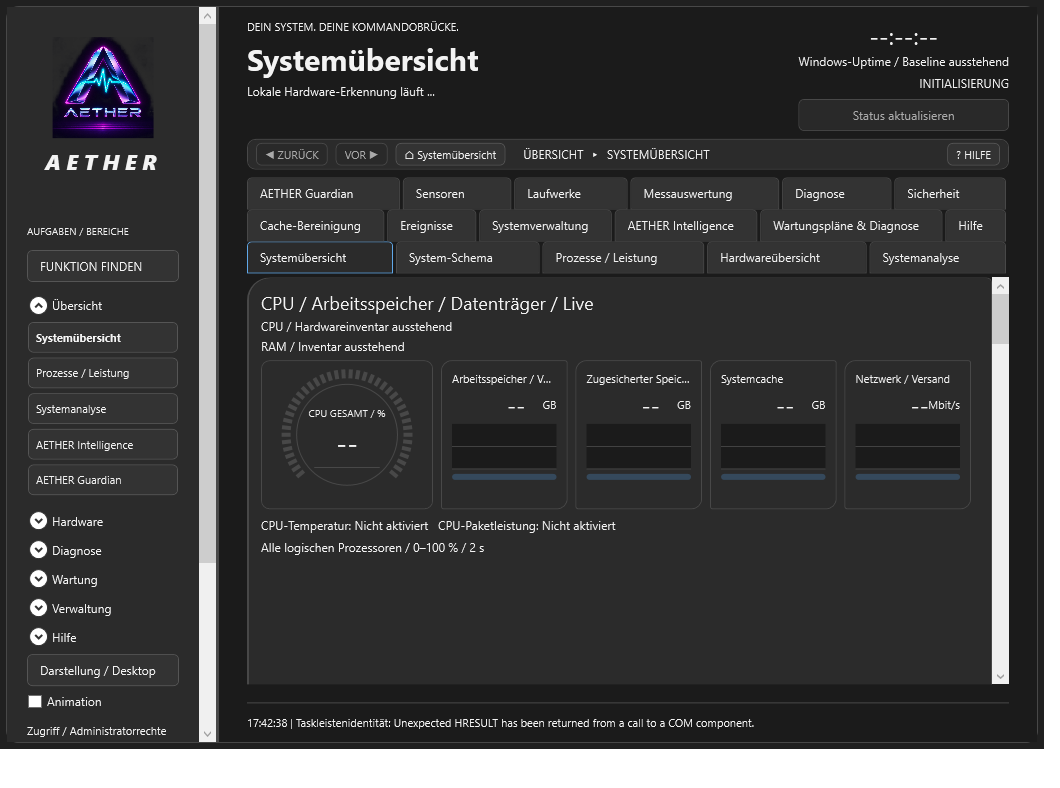 AETHER
AETHER
AUFGABEN / BEREICHE
FUNKTION FINDEN
Übersicht
Systemübersicht
Prozesse / Leistung
Systemanalyse
AETHER Intelligence
AETHER Guardian
Hardware
Diagnose
Wartung
Verwaltung
Hilfe
Darstellung / Desktop
Animation
Zugriff / Administratorrechte
DEIN SYSTEM. DEINE KOMMANDOBRÜCKE.
Systemübersicht
Lokale Hardware-Erkennung läuft ...
--:--:--
Windows-Uptime / Baseline ausstehend
INITIALISIERUNG
Status aktualisieren
◀ ZURÜCK VOR ▶ ⌂ Systemübersicht ÜBERSICHT ▸ SYSTEMÜBERSICHT ? HILFE
AETHER Guardian Sensoren Laufwerke Messauswertung Diagnose Sicherheit
Cache-Bereinigung Ereignisse Systemverwaltung AETHER Intelligence Wartungspläne & Diagnose Hilfe
Systemübersicht System-Schema Prozesse / Leistung Hardwareübersicht Systemanalyse
CPU / Arbeitsspeicher / Datenträger / Live
CPU / Hardwareinventar ausstehend
RAM / Inventar ausstehend
CPU GESAMT / %
--
Arbeitsspeicher / V...
-- GB
Zugesicherter Speic...
-- GB
Systemcache
-- GB
Netzwerk / Versand
--Mbit/s
CPU-Temperatur: Nicht aktiviert CPU-Paketleistung: Nicht aktiviert
Alle logischen Prozessoren / 0–100 % / 2 s
17:42:38 | Taskleistenidentität: Unexpected HRESULT has been returned from a call to a COM component.